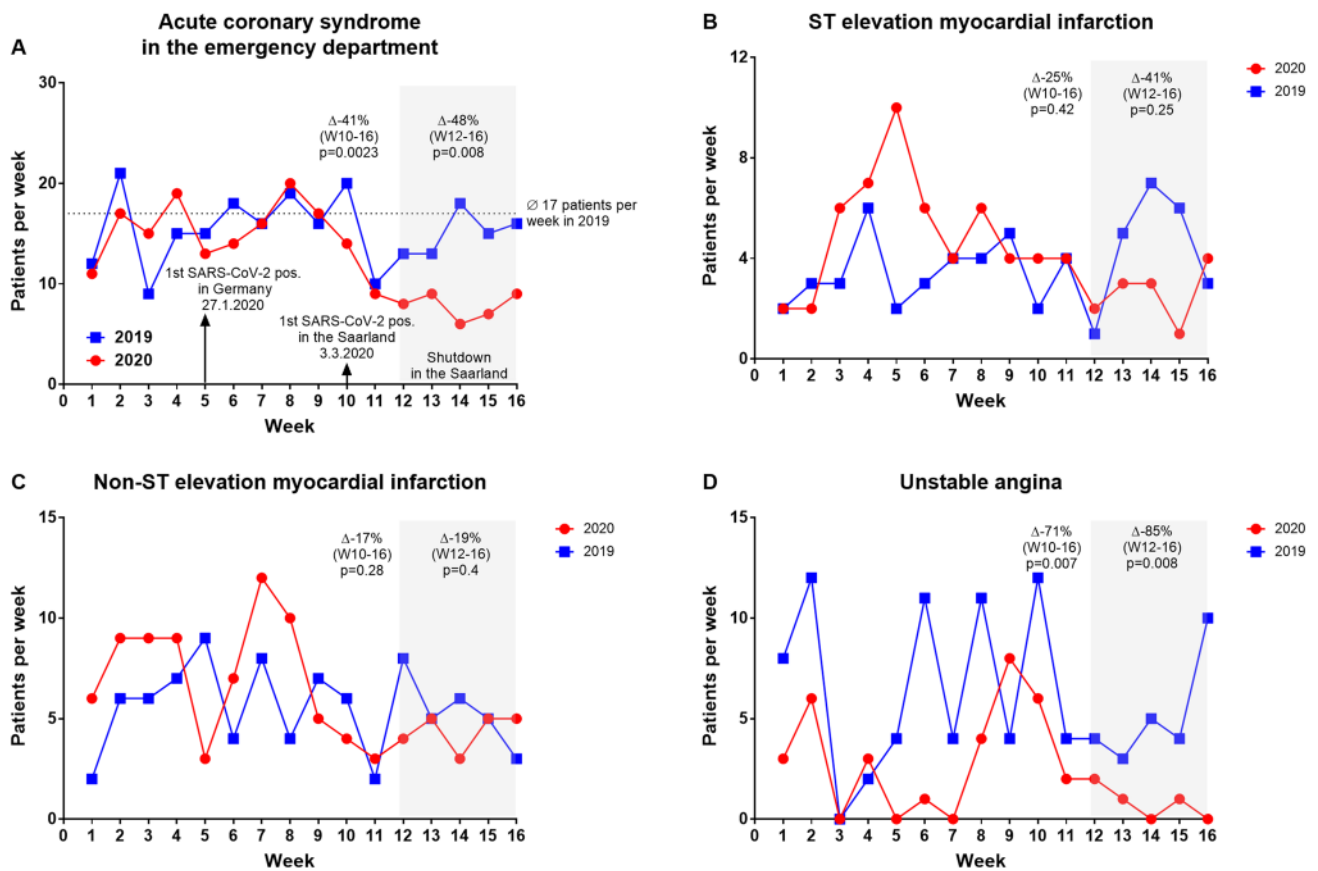 Acute coronary syndrome
in the emergency department
A
Patients per week
30
20
10
0
Δ-41%
(W10-16)
p=0.0023
Δ-48%
(W12-16)
p=0.008
∅ 17 patients per
week in 2019
1st SARS-CoV-2 pos.
in Germany
27.1.2020
1st SARS-CoV-2 pos.
in the Saarland
3.3.2020
Shutdown
in the Saarland
2019
2020
0 1 2 3 4 5 6 7 8 9 10 11 12 13 14 15 16
Week
B
ST elevation myocardial infarction
Patients per week
12
8
4
0
Δ-25%
(W10-16)
p=0.42
Δ-41%
(W12-16)
p=0.25
2020
2019
0 1 2 3 4 5 6 7 8 9 10 11 12 13 14 15 16
Week
C
Non-ST elevation myocardial infarction
Patients per week
15
10
5
0
Δ-17%
(W10-16)
p=0.28
Δ-19%
(W12-16)
p=0.4
2020
2019
0 1 2 3 4 5 6 7 8 9 10 11 12 13 14 15 16
Week
D
Unstable angina
Patients per week
15
10
5
0
Δ-71%
(W10-16)
p=0.007
Δ-85%
(W12-16)
p=0.008
2020
2019
0 1 2 3 4 5 6 7 8 9 10 11 12 13 14 15 16
Week